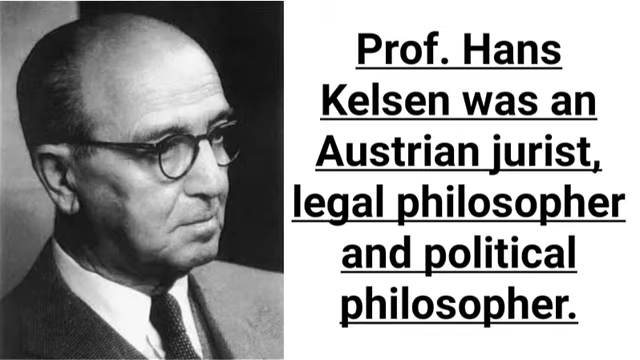 Prof. Hans
Kelsen was an
Austrian jurist,
legal philosopher
and political
philosopher.